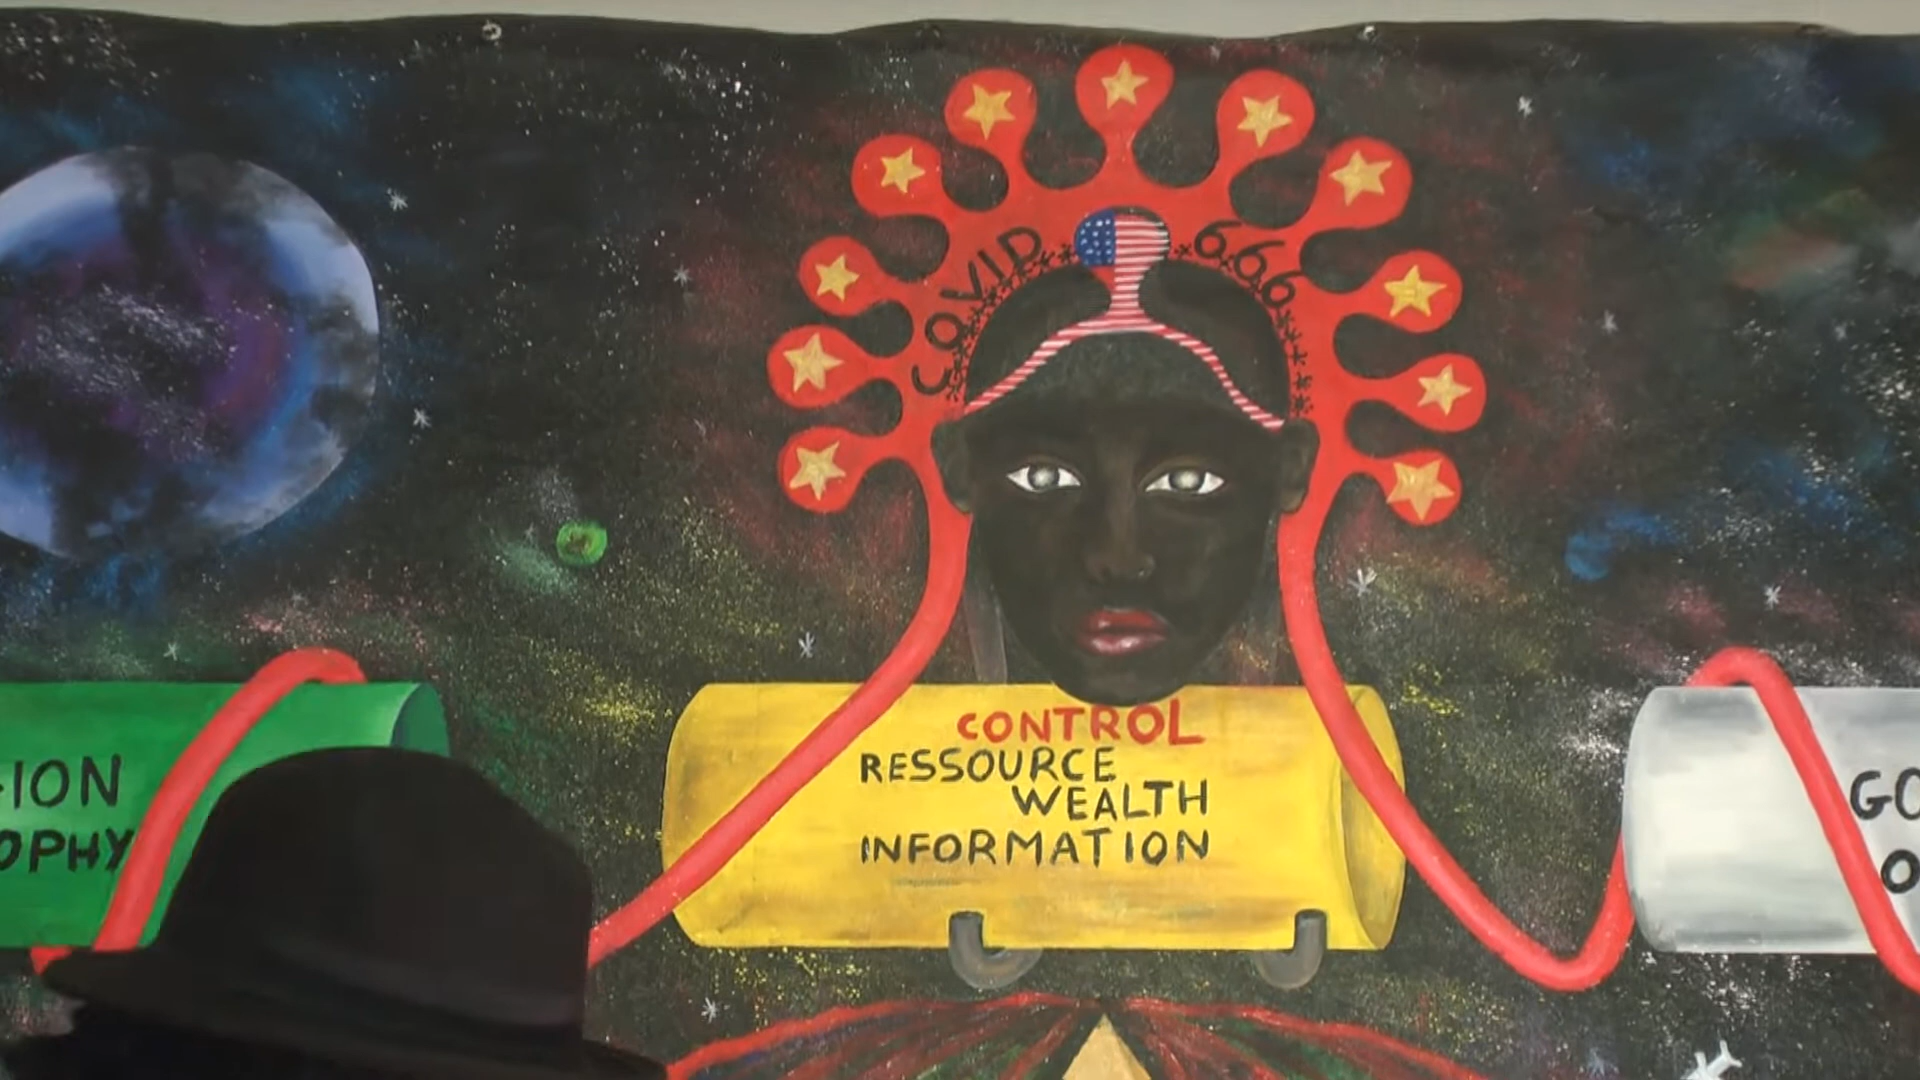 COVID 666
CONTROL
RESSOURCE
WEALTH
INFORMATION
-ION
OPHY
GO
O